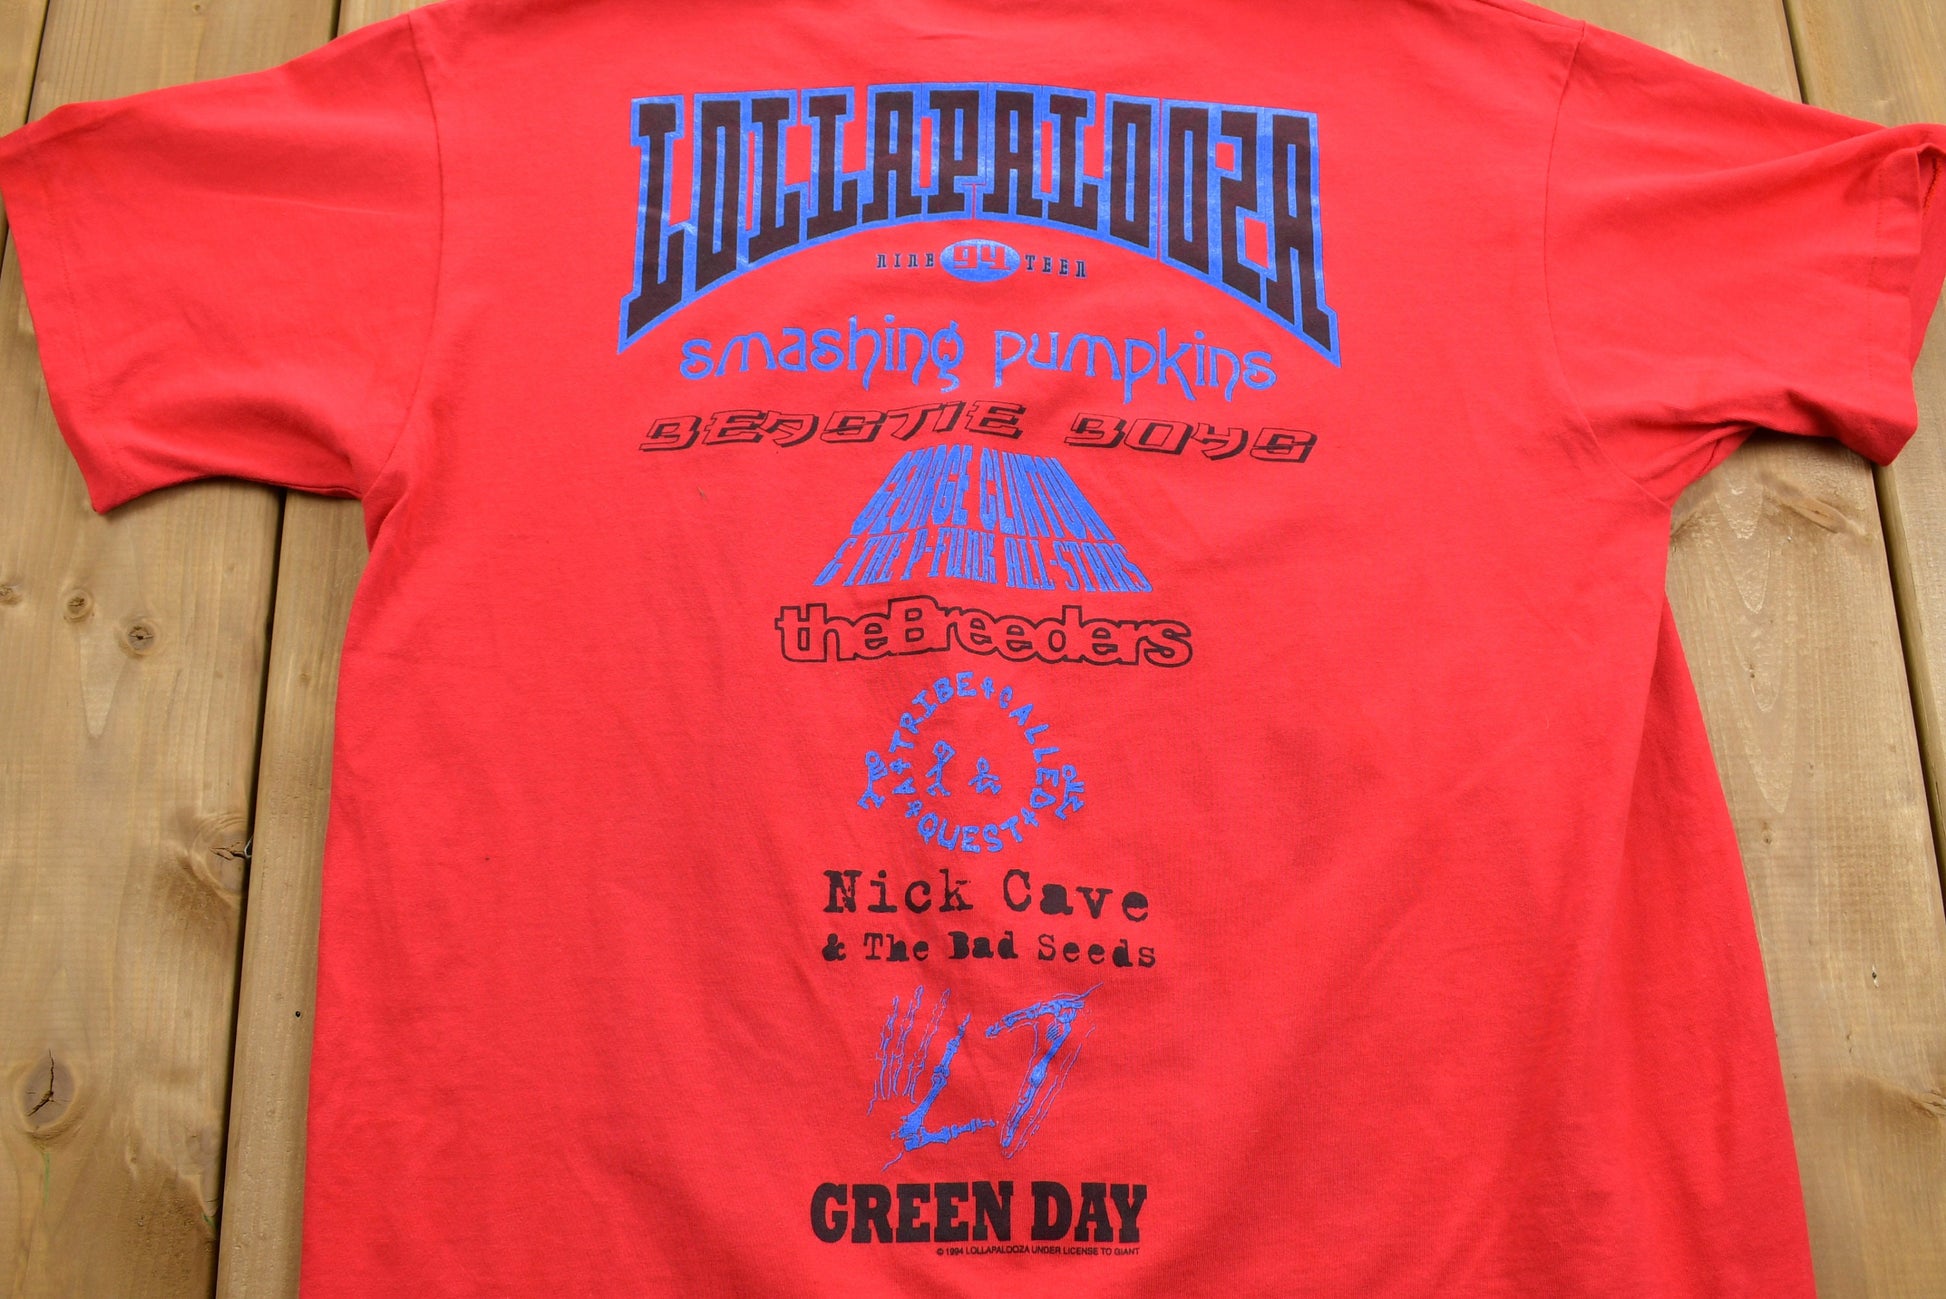 LOLLAPALOOZA
NINE 94 TEEN
smashing pumpkins
BEASTIE BOYS
GEORGE CLINTON
& THE P-FUNK ALL-STARS
theBreeders
A TRIBE CALLED QUEST
Nick Cave
& The Bad Seeds
L7
GREEN DAY
© 1994 LOLLAPALOOZA UNDER LICENSE TO GIANT